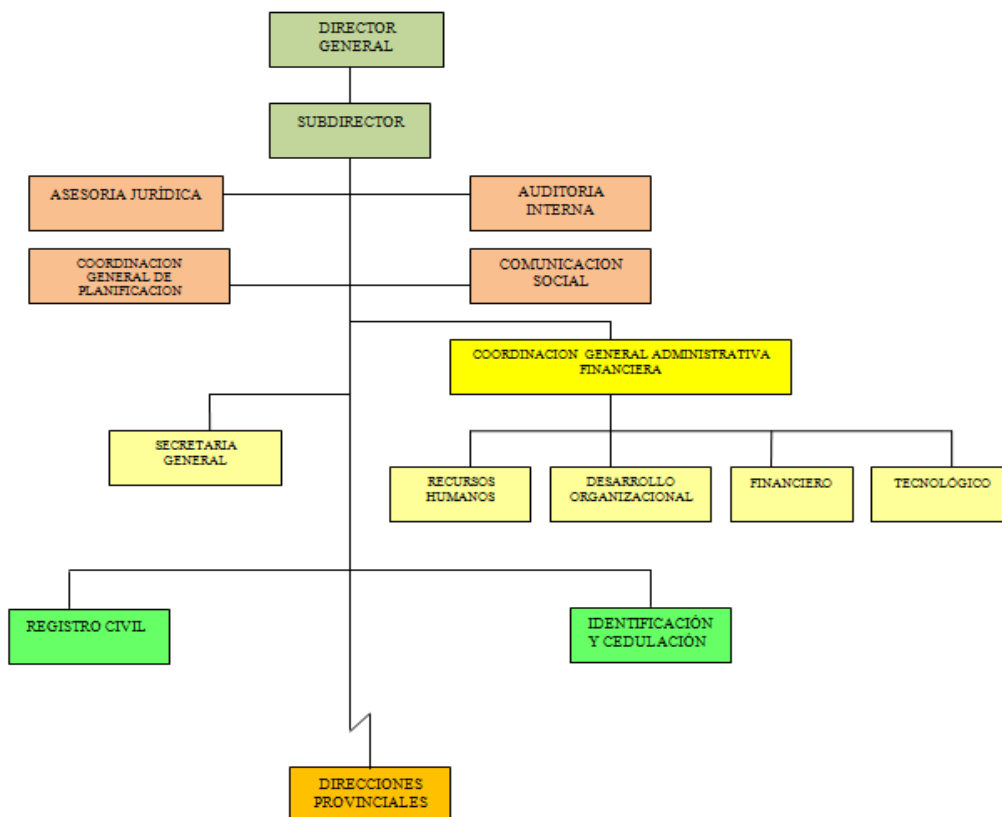 DIRECTOR
GENERAL
SUBDIRECTOR
ASESORIA JURÍDICA
AUDITORIA
INTERNA
COORDINACION
GENERAL DE
PLANIFICACIÓN
COMUNICACION
SOCIAL
COORDINACION GENERAL ADMINISTRATIVA
FINANCIERA
SECRETARIA
GENERAL
RECURSOS
HUMANOS
DESARROLLO
ORGANIZACIONAL
FINANCIERO
TECNOLÓGICO
REGISTRO CIVIL
IDENTIFICACIÓN
Y CEDULACIÓN
DIRECCIONES
PROVINCIALES